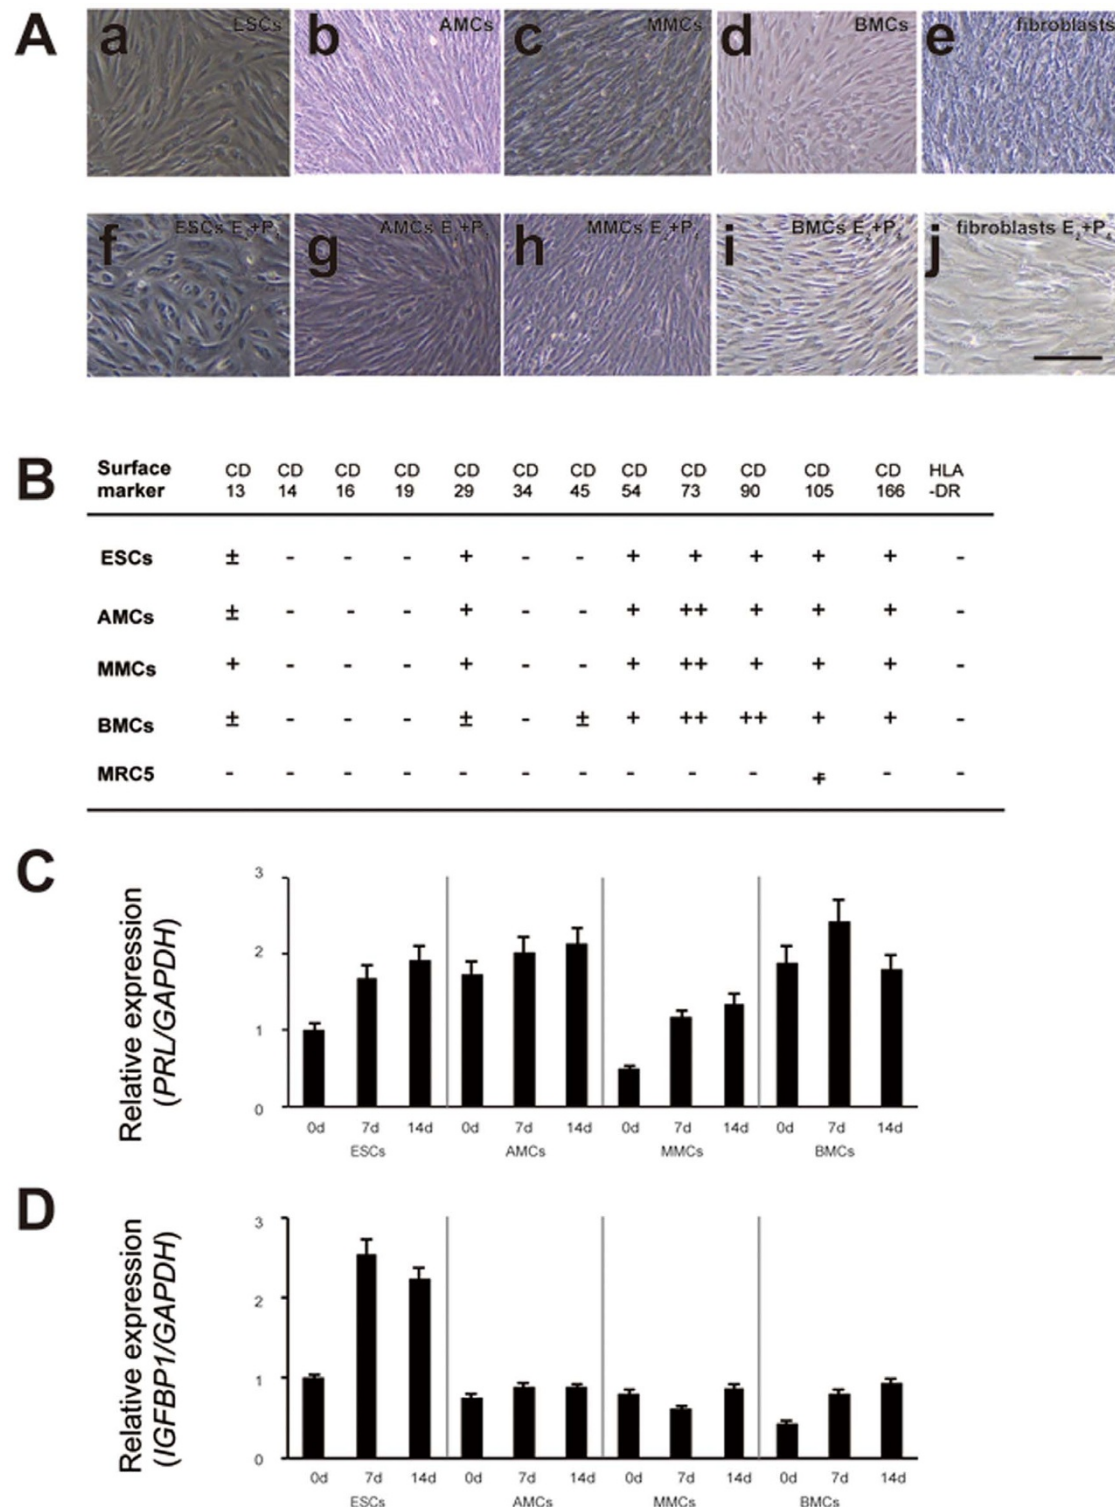 A
a ESCs b AMCs c MMCs d BMCs e fibroblasts
f ESCs E₂+P₄ g AMCs E₂+P₄ h MMCs E₂+P₄ i BMCs E₂+P₄ j fibroblasts E₂+P₄
B
Surface marker CD 13 CD 14 CD 16 CD 19 CD 29 CD 34 CD 45 CD 54 CD 73 CD 90 CD 105 CD 166 HLA -DR
ESCs ± - - - + - - + + + + + -
AMCs ± - - - + - - + ++ + + + -
MMCs + - - - + - - + ++ + + + -
BMCs ± - - - ± - ± + ++ ++ + + -
MRC5 - - - - - - - - - - ∓ - -
C
Relative expression
(PRL/GAPDH)
3
2
1
0
0d 7d 14d 0d 7d 14d 0d 7d 14d 0d 7d 14d
ESCs AMCs MMCs BMCs
D
Relative expression
(IGFBP1/GAPDH)
3
2
1
0
0d 7d 14d 0d 7d 14d 0d 7d 14d 0d 7d 14d
ESCs AMCs MMCs BMCs